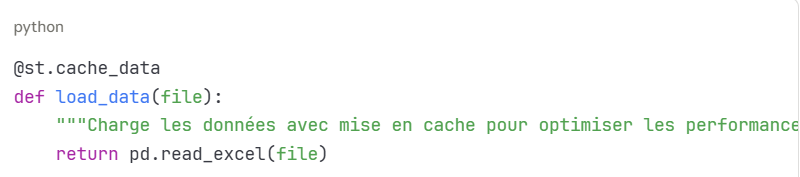 python
@st.cache_data
def load_data(file):
"""Charge les données avec mise en cache pour optimiser les performance
return pd.read_excel(file)